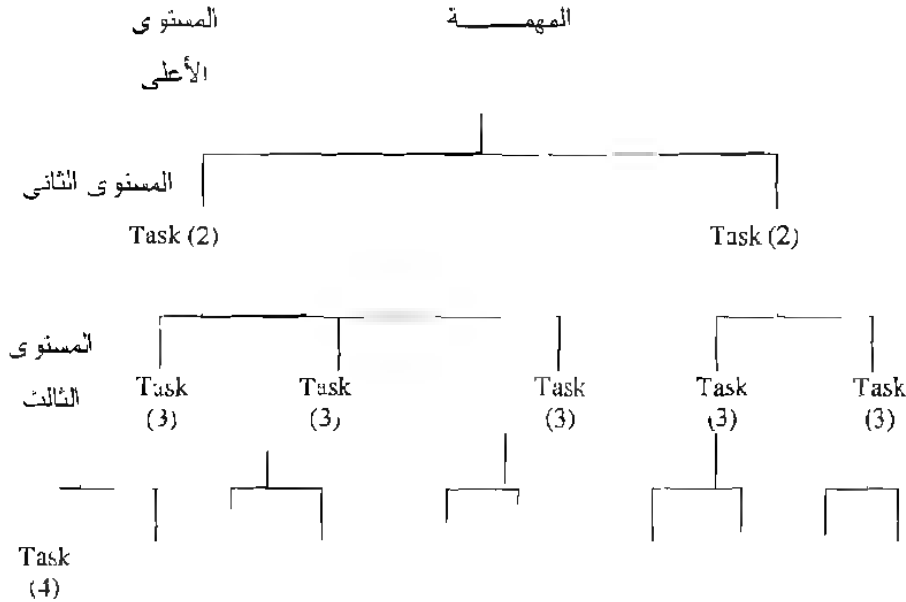 المهمـــــــة
المستوى
الأعلى
المستوى الثاني
Task (2)
Task (2)
المستوى
الثالث
Task
(3)
Task
(3)
Task
(3)
Task
(3)
Task
(3)
Task
(4)